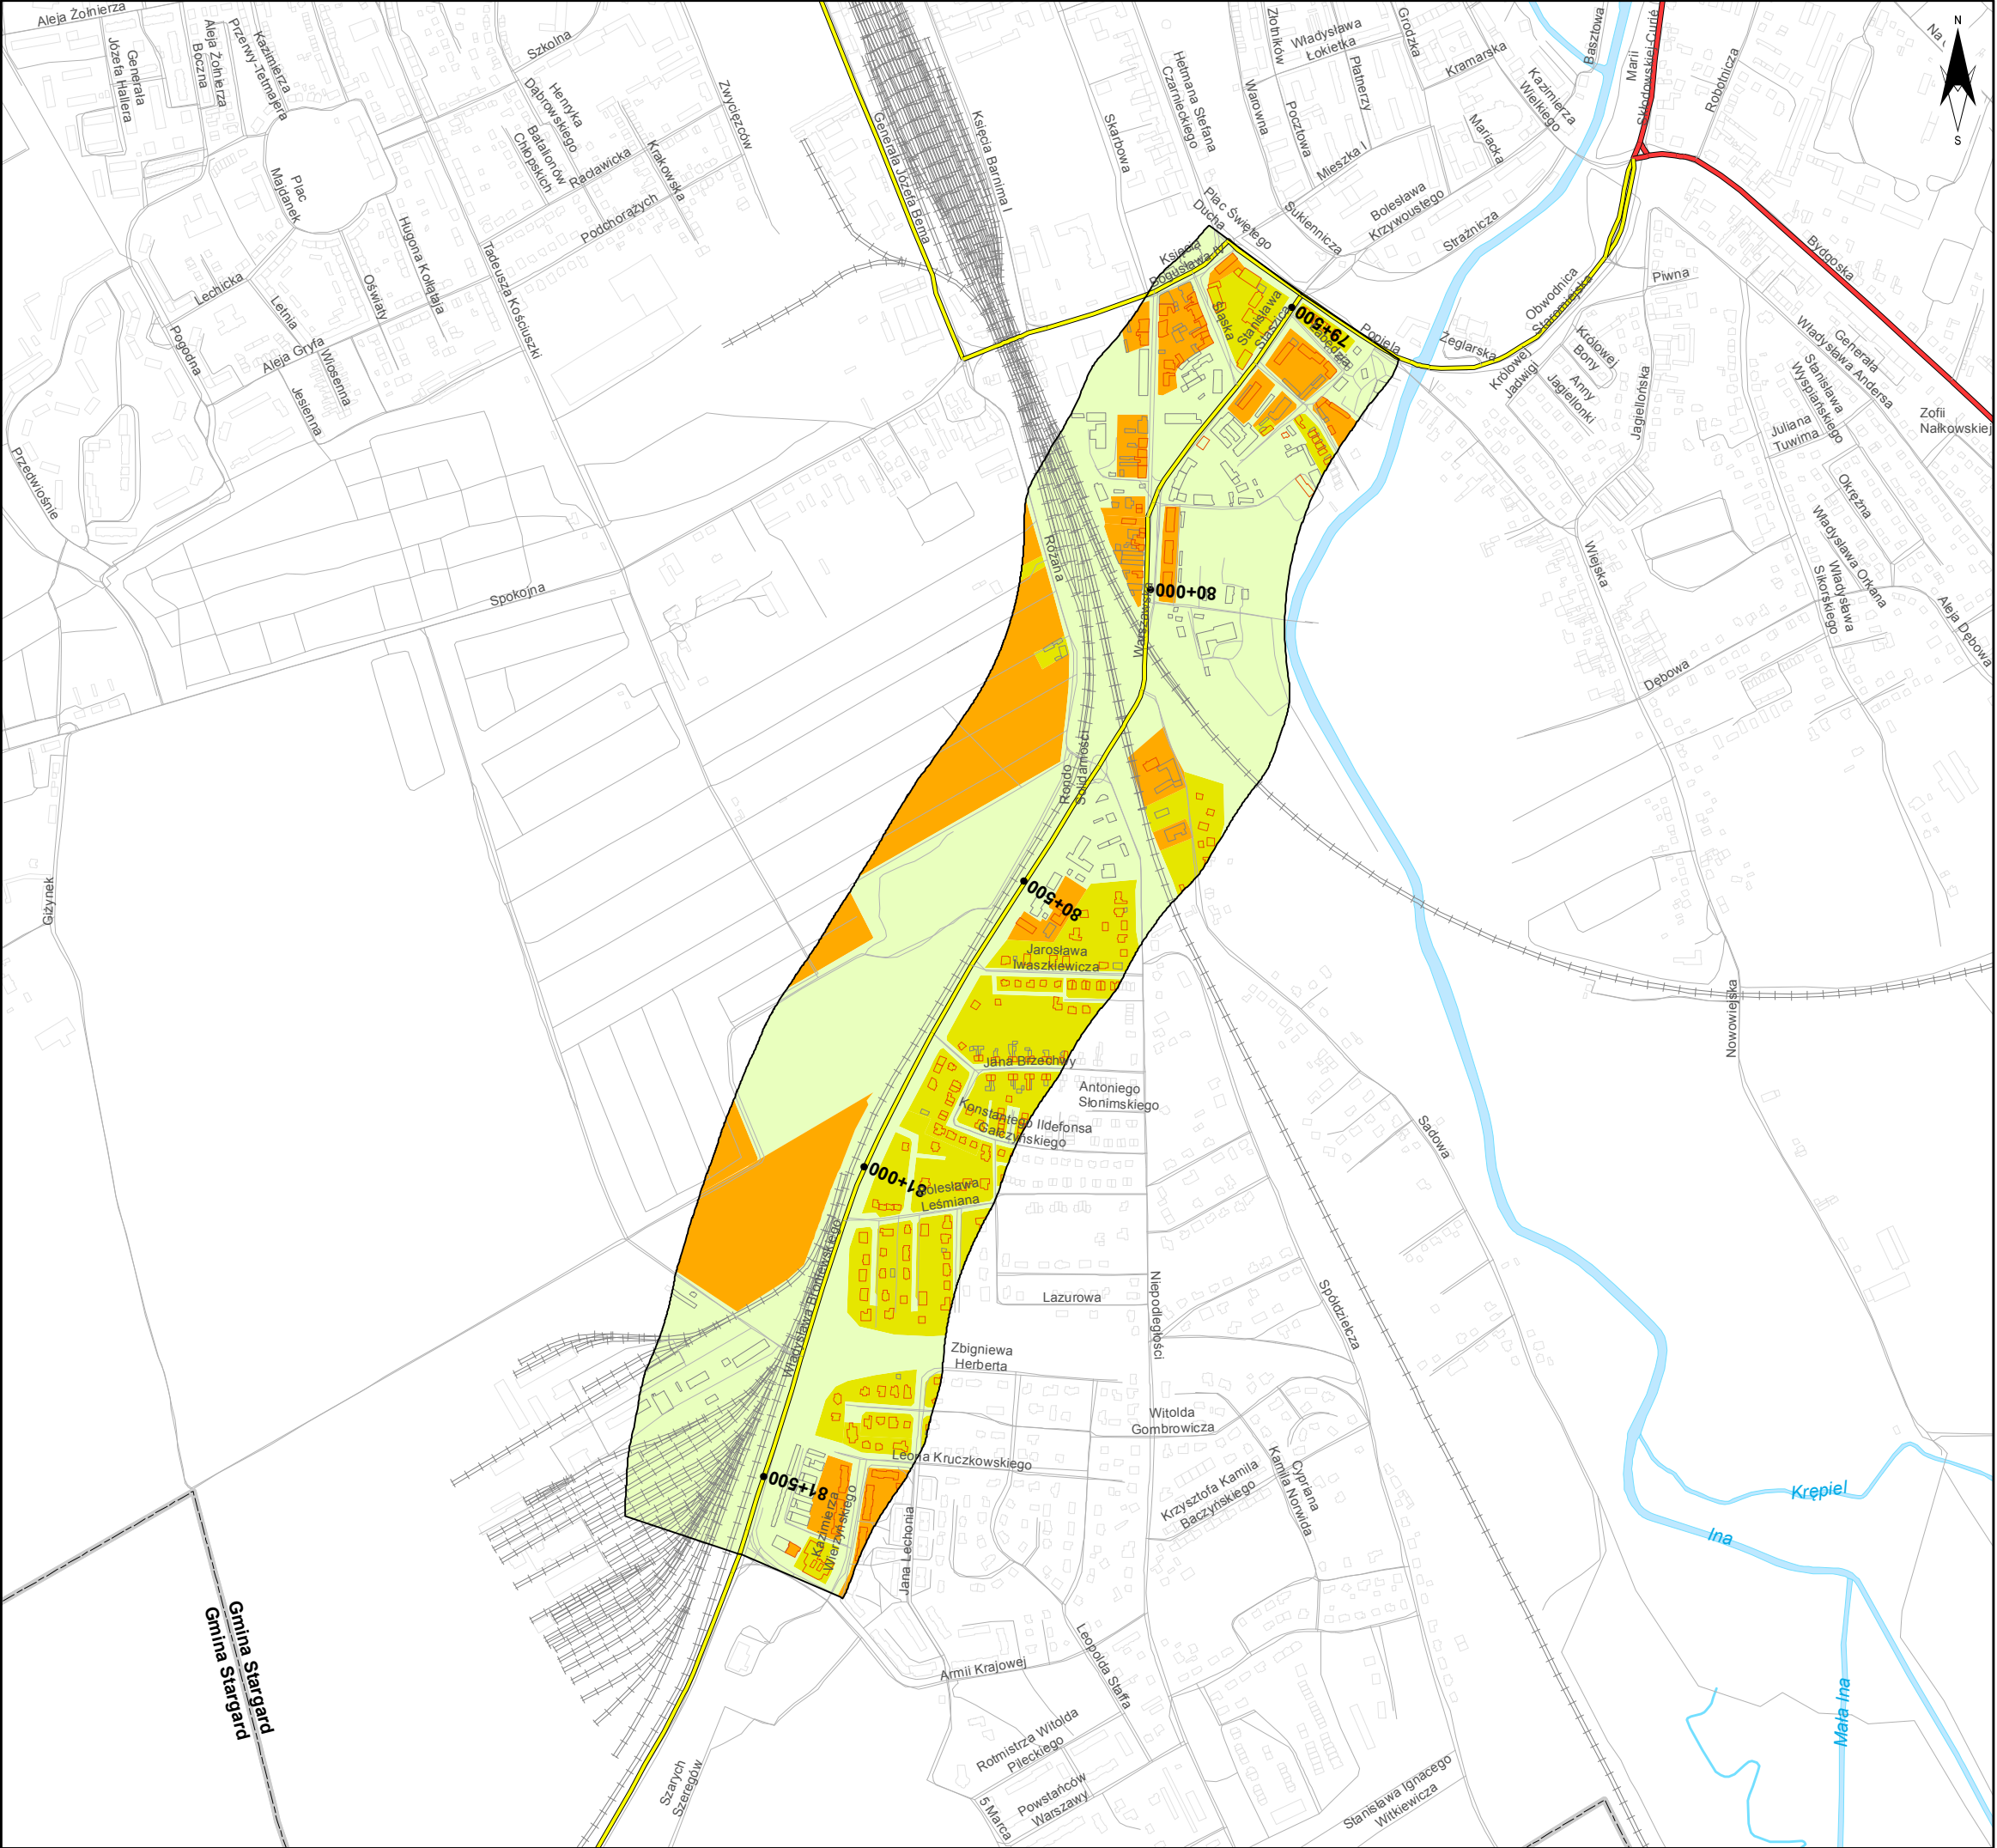 Aleja Żołnierza
Generała
Józefa Hallera
Aleja Żołnierza
Boczna
Kazimierza
Przerwy-Tetmajera
Szkolna
Henryka
Dąbrowskiego
Batalionów
Chłopskich
Racławicka
Krakowska
Podchorążych
Zwycięzców
Plac
Majdanek
Hugona Kołłątaja
Tadeusza Kościuszki
Lechicka
Letnia
Oświaty
Pogodna
Aleja Gryfa
Wiosenna
Jesienna
Przedwiośnie
Spokojna
Giżynek
Generała Józefa Bema
Księcia Barnima I
Skarbowa
Hetmana Stefana
Czarnieckiego
Złotników
Warowna
Władysława
Łokietka
Płatnerzy
Pocztowa
Grodzka
Kramarska
Mieszka I
Mariacka
Kazimierza
Wielkiego
Basztowa
Marii
Skłodowskiej-Curie
Robotnicza
N
S
Plac Świętego
Ducha
Sukiennicza
Bolesława
Krzywoustego
Strażnicza
Księcia
Bogusława IV
Śląska
Stanisława
Staszica
79+500
Łabędzia
Popiela
Żeglarska
Obwodnica
Staromiejska
Królowej
Jadwigi
Królowej
Bony
Anny
Jagiellonki
Piwna
Bydgoska
Generała
Władysława Andersa
Stanisława
Wyspiańskiego
Juliana
Tuwima
Zofii
Nałkowskiej
Jagiellońska
Okrężna
Władysława Orkana
Władysława
Sikorskiego
Aleja Dębowa
Wiejska
Dębowa
Różana
80+000
Warszawska
Rondo
Solidarności
80+500
Jarosława
Iwaszkiewicza
Jana Brzechwy
Antoniego
Słonimskiego
Konstantego Ildefonsa
Gałczyńskiego
81+000
Bolesława
Leśmiana
Władysława Broniewskiego
Lazurowa
Niepodległości
Spółdzielcza
Sadowa
Nowowiejska
Zbigniewa
Herberta
Witolda
Gombrowicza
Leona Kruczkowskiego
81+500
Kazimierza
Wierzyńskiego
Jana Lechonia
Krzysztofa Kamila
Baczyńskiego
Cypriana
Kamila Norwida
Krępiel
Ina
Mała Ina
Gmina Stargard
Gmina Stargard
Szarych
Szeregów
Armii Krajowej
Leopolda Staffa
Rotmistrza Witolda
Pileckiego
Powstańców
Warszawy
5 Marca
Stanisława Ignacego
Witkiewicza